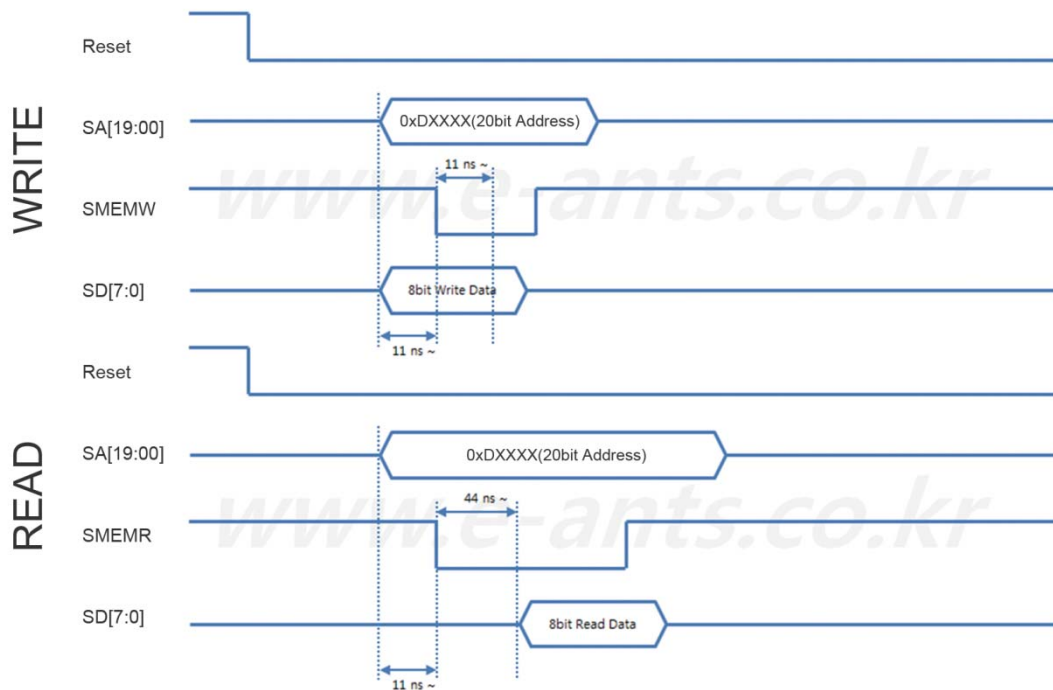 WRITE
Reset
SA[19:00]
0xDXXXX(20bit Address)
11 ns ~
SMEMW
www.e-ants.co.kr
SD[7:0]
8bit Write Data
11 ns ~
READ
Reset
SA[19:00]
0xDXXXX(20bit Address)
44 ns ~
SMEMR
www.e-ants.co.kr
SD[7:0]
8bit Read Data
11 ns ~